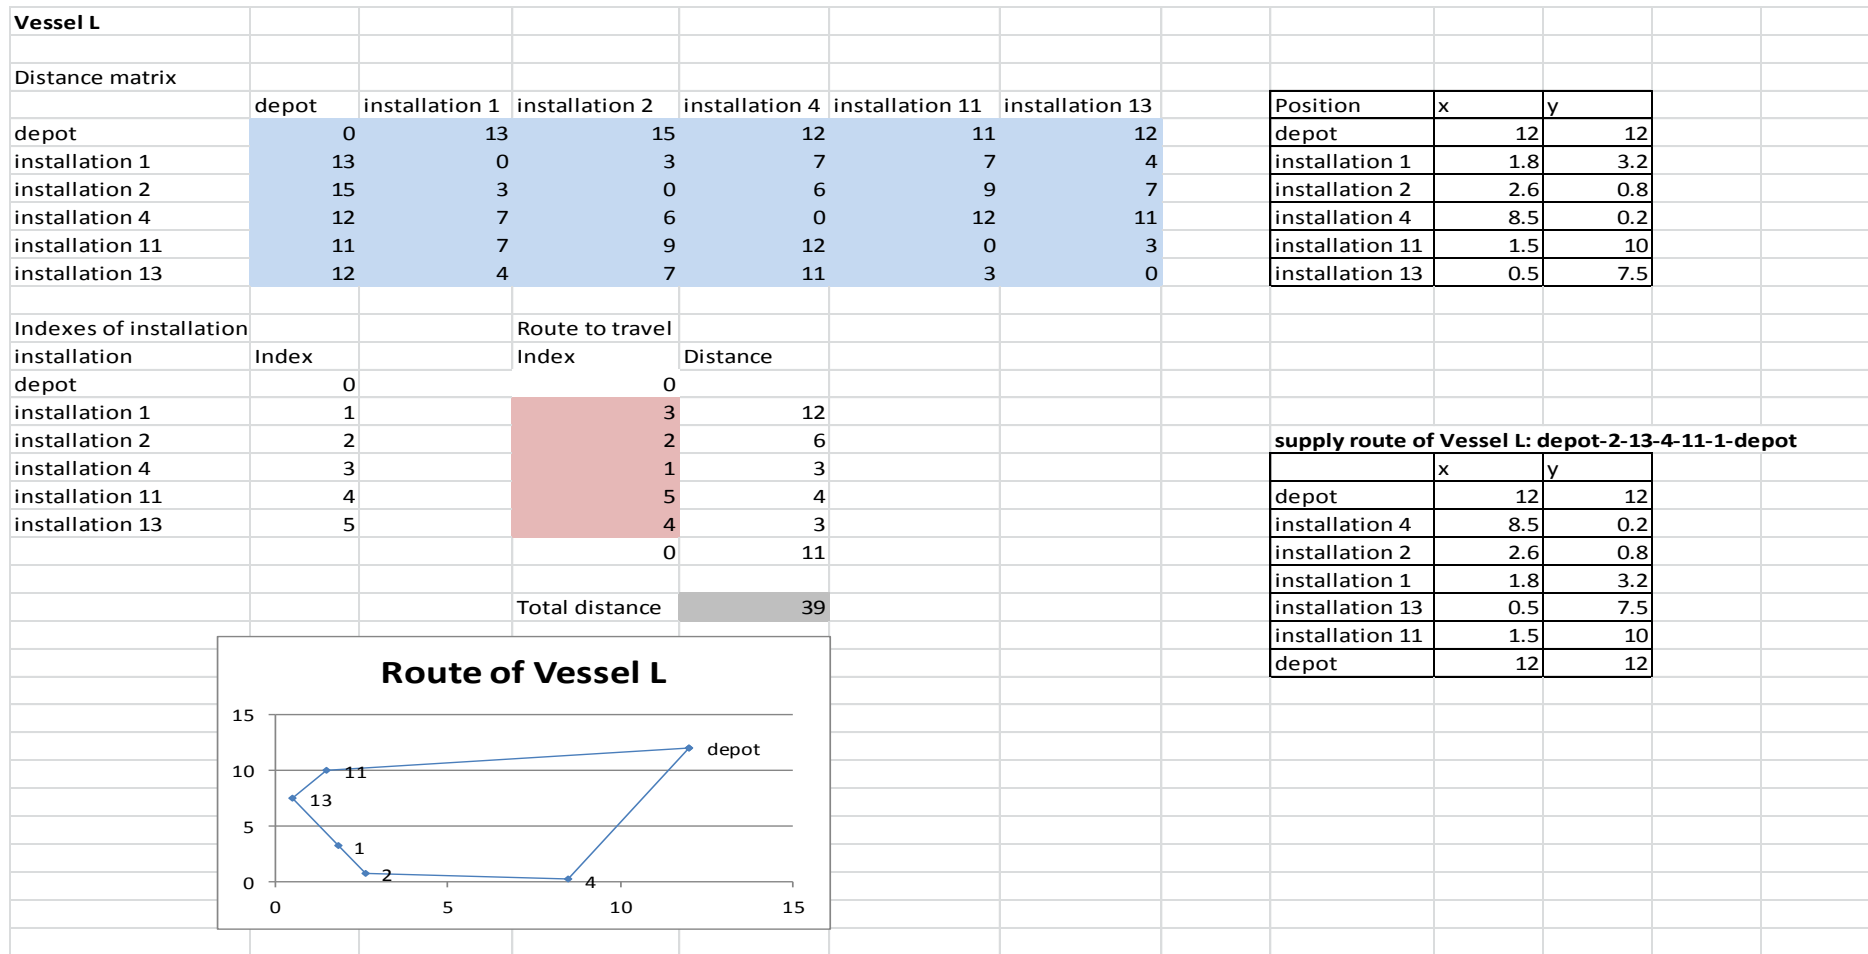 Vessel L
Distance matrix
depot installation 1 installation 2 installation 4 installation 11 installation 13 Position x y
depot 0 13 15 12 11 12 depot 12 12
installation 1 13 0 3 7 7 4 installation 1 1.8 3.2
installation 2 15 3 0 6 9 7 installation 2 2.6 0.8
installation 4 12 7 6 0 12 11 installation 4 8.5 0.2
installation 11 11 7 9 12 0 3 installation 11 1.5 10
installation 13 12 4 7 11 3 0 installation 13 0.5 7.5
Indexes of installation Route to travel
installation Index Index Distance
depot 0 0
installation 1 1 3 12
installation 2 2 2 6 supply route of Vessel L: depot-2-13-4-11-1-depot
installation 4 3 1 3 x y
installation 11 4 5 4 depot 12 12
installation 13 5 4 3 installation 4 8.5 0.2
0 11 installation 2 2.6 0.8
installation 1 1.8 3.2
Total distance 39 installation 13 0.5 7.5
installation 11 1.5 10
depot 12 12
Route of Vessel L
15
depot
10 11
13
5
1
2 4
0
0 5 10 15